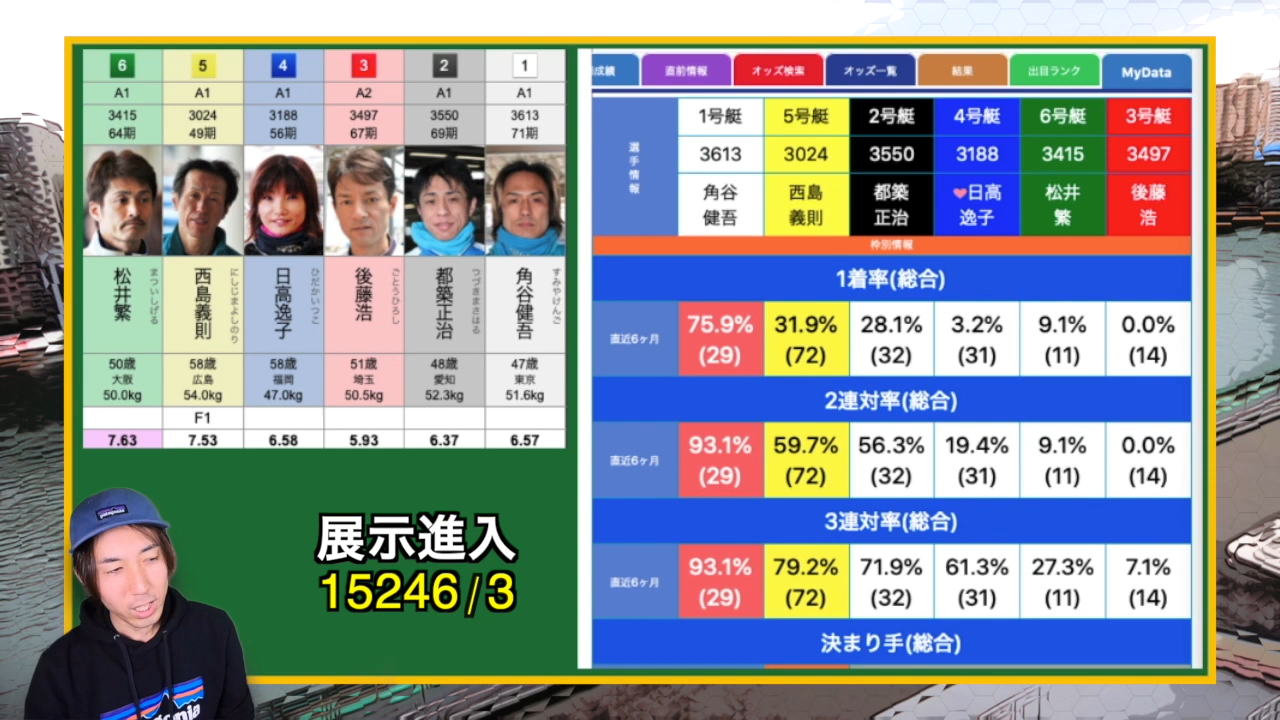 6 5 4 3 2 1
A1 A1 A1 A2 A1 A1
3415 3024 3188 3497 3550 3613
64期 49期 56期 67期 69期 71期
松井繁 まついしげる
西島義則 にしじまよしのり
日高逸子 ひだかいつこ
後藤浩 ごとうひろし
都築正治 つづきまさはる
角谷健吾 すみやけんご
50歳 58歳 58歳 51歳 48歳 47歳
大阪 広島 福岡 埼玉 愛知 東京
50.0kg 54.0kg 47.0kg 50.5kg 52.3kg 51.6kg
F1
7.63 7.53 6.58 5.93 6.37 6.57
展示進入
15246/3
成績 直前情報 オッズ検索 オッズ一覧 結果 出目ランク MyData
選手情報
1号艇 5号艇 2号艇 4号艇 6号艇 3号艇
3613 3024 3550 3188 3415 3497
角谷 西島 都築 ❤日高 松井 後藤
健吾 義則 正治 逸子 繁 浩
枠別情報
1着率(総合)
直近6ヶ月 75.9% 31.9% 28.1% 3.2% 9.1% 0.0%
(29) (72) (32) (31) (11) (14)
2連対率(総合)
直近6ヶ月 93.1% 59.7% 56.3% 19.4% 9.1% 0.0%
(29) (72) (32) (31) (11) (14)
3連対率(総合)
直近6ヶ月 93.1% 79.2% 71.9% 61.3% 27.3% 7.1%
(29) (72) (32) (31) (11) (14)
決まり手(総合)
patagonia